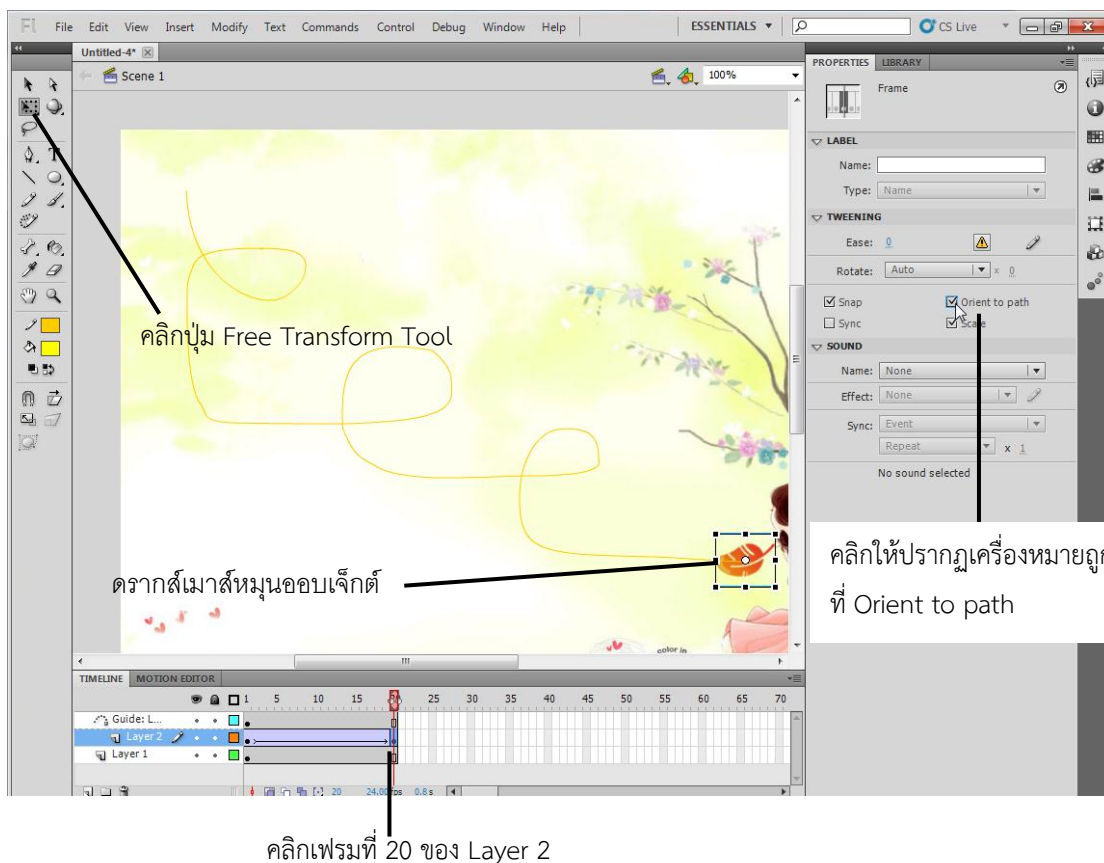 Fl File Edit View Insert Modify Text Commands Control Debug Window Help ESSENTIALS CS Live
Untitled-4*
Scene 1 100%
PROPERTIES LIBRARY
Frame
LABEL
Name:
Type: Name
TWEENING
Ease: 0
Rotate: Auto x 0
Snap Orient to path
Sync Scale
SOUND
Name: None
Effect: None
Sync: Event
Repeat x 1
No sound selected
คลิกปุ่ม Free Transform Tool
ดรากส์เมาส์หมุนออบเจ็กต์
คลิกให้ปรากฏเครื่องหมายถูก
ที่ Orient to path
color in
TIMELINE MOTION EDITOR
1 5 10 15 20 25 30 35 40 45 50 55 60 65 70
Guide: L...
Layer 2
Layer 1
20 24.00 fps 0.8 s
คลิกเฟรมที่ 20 ของ Layer 2